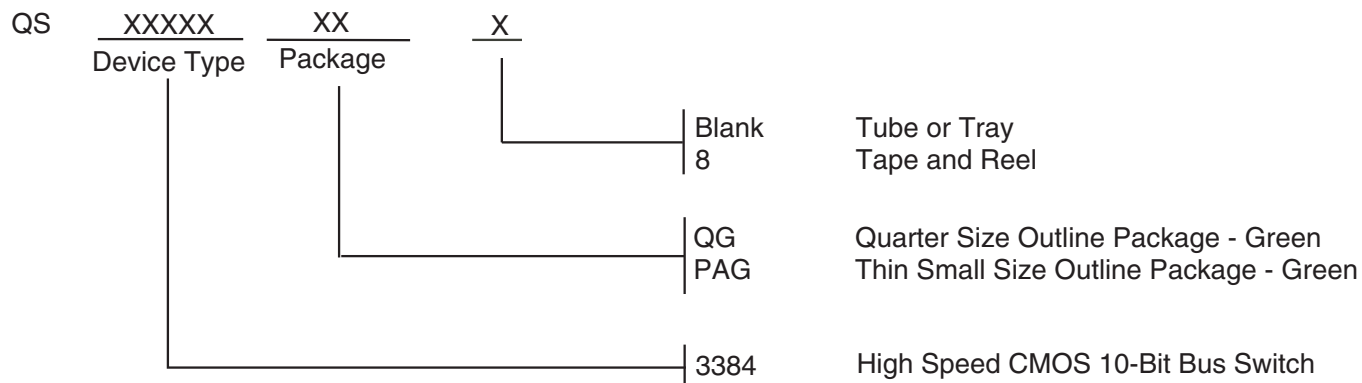 QS XXXXX XX X
Device Type Package
Blank Tube or Tray
8 Tape and Reel
QG Quarter Size Outline Package - Green
PAG Thin Small Size Outline Package - Green
3384 High Speed CMOS 10-Bit Bus Switch